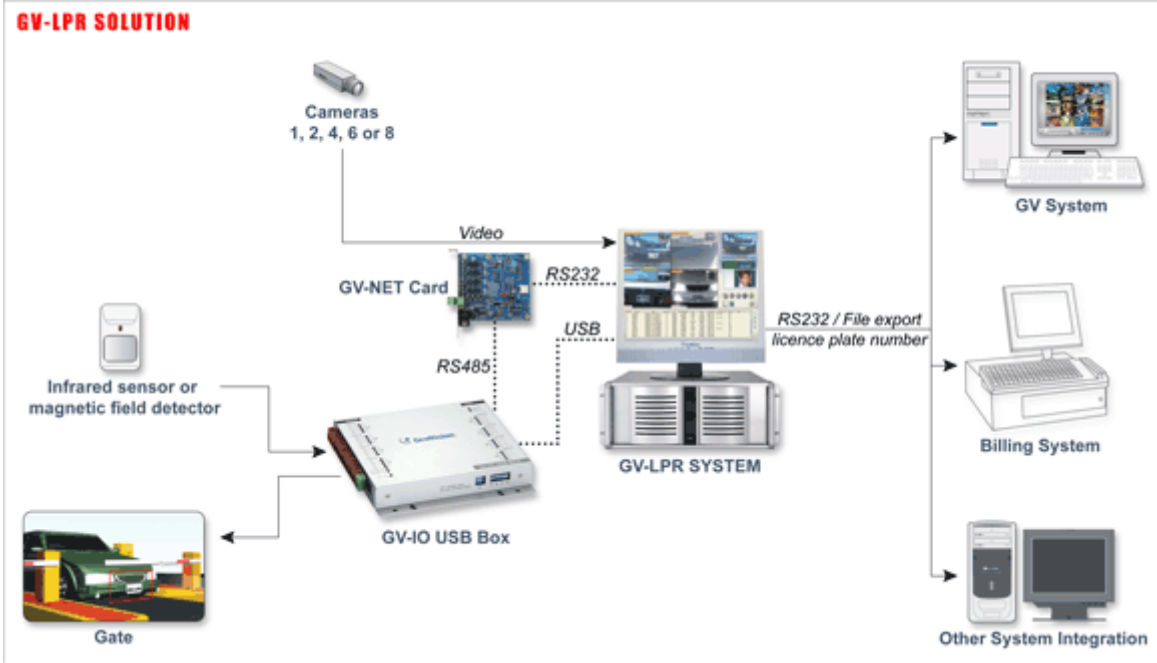 GV-LPR SOLUTION
Cameras
1, 2, 4, 6 or 8
Video
GV-NET Card
RS232
USB
RS485
Infrared sensor or
magnetic field detector
GeoVision
GV-IO USB Box
Gate
GV-LPR SYSTEM
RS232 / File export
licence plate number
GV System
Billing System
Other System Integration